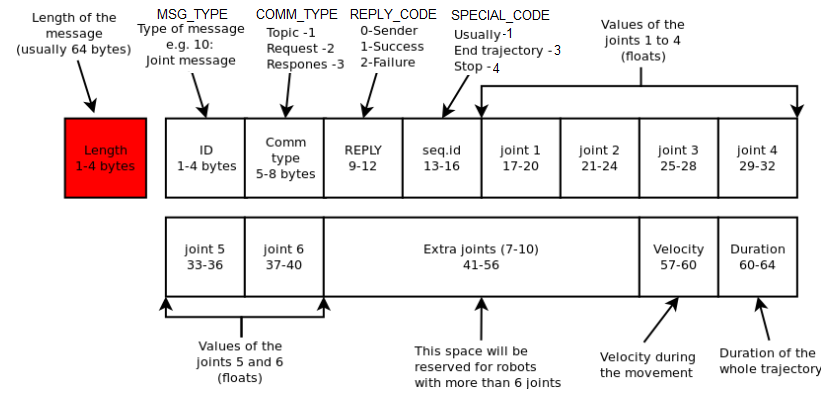 Length of the
message
(usually 64 bytes)
MSG_TYPE
Type of message
e.g. 10:
Joint message
COMM_TYPE
Topic -1
Request -2
Respones -3
REPLY_CODE
0-Sender
1-Success
2-Failure
SPECIAL_CODE
Usually-1
End trajectory -3
Stop -4
Values of the
joints 1 to 4
(floats)
Length
1-4 bytes
ID
1-4 bytes
Comm
type
5-8 bytes
REPLY
9-12
seq.id
13-16
joint 1
17-20
joint 2
21-24
joint 3
25-28
joint 4
29-32
joint 5
33-36
joint 6
37-40
Extra joints (7-10)
41-56
Velocity
57-60
Duration
60-64
Values of the
joints 5 and 6
(floats)
This space will be
reserved for robots
with more than 6 joints
Velocity during
the movement
Duration of the
whole trajectory